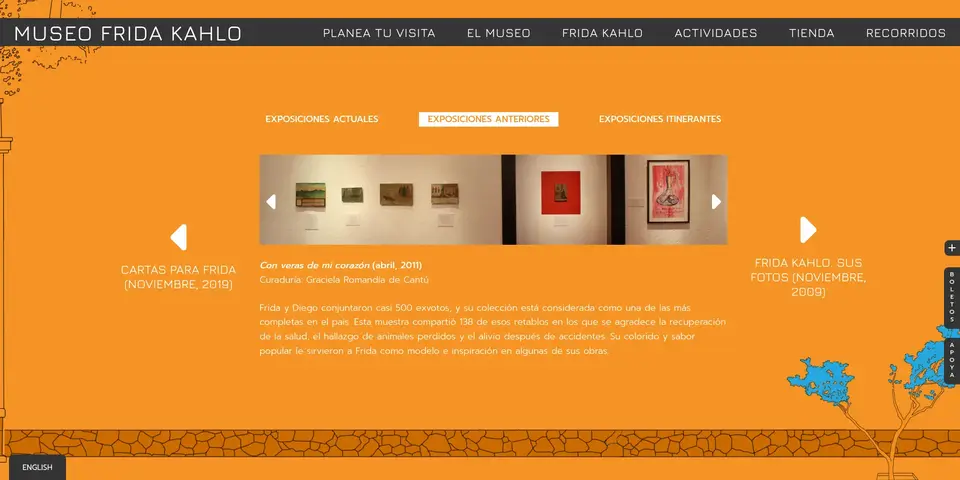 MUSEO FRIDA KAHLO
PLANEA TU VISITA
EL MUSEO
FRIDA KAHLO
ACTIVIDADES
TIENDA
RECORRIDOS
EXPOSICIONES ACTUALES
EXPOSICIONES ANTERIORES
EXPOSICIONES ITINERANTES
CARTAS PARA FRIDA
(NOVIEMBRE, 2019)
Con veras de mi corazón (abril, 2011)
Curaduría: Graciela Romandía de Cantú
Frida y Diego conjuntaron casi 500 exvotos, y su colección está considerada como una de las más
completas en el país. Esta muestra compartió 138 de esos retablos en los que se agradece la recuperación
de la salud, el hallazgo de animales perdidos y el alivio después de accidentes. Su colorido y sabor
popular le sirvieron a Frida como modelo e inspiración en algunas de sus obras.
FRIDA KAHLO. SUS
FOTOS (NOVIEMBRE,
2009)
+
BOLETOS
APOYA
ENGLISH